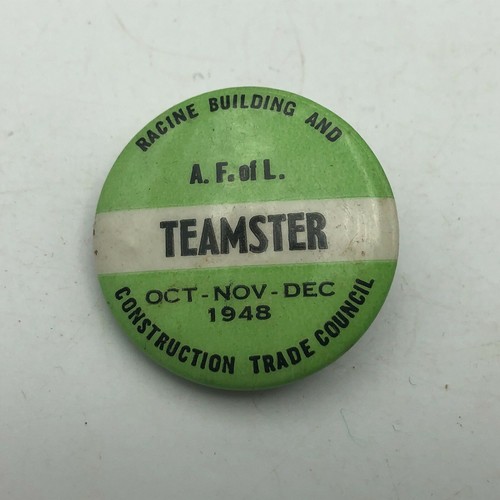 RACINE BUILDING AND
A. F. of L.
TEAMSTER
OCT - NOV - DEC
1948
CONSTRUCTION TRADE COUNCIL